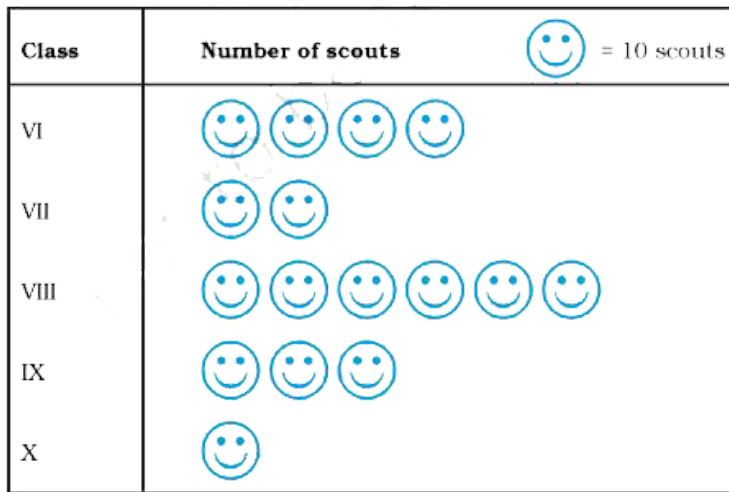 Class Number of scouts = 10 scouts
VI
VII
VIII
IX
X